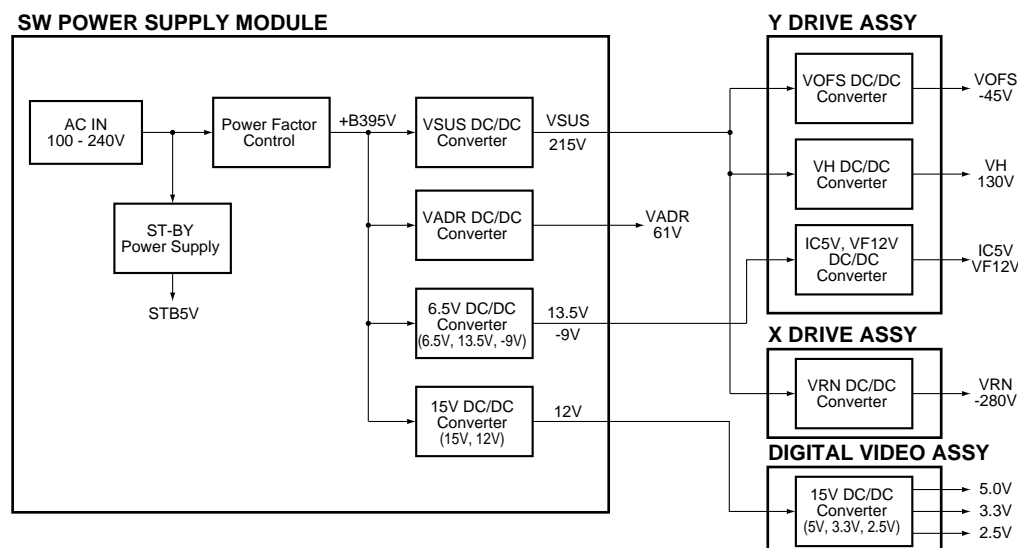 SW POWER SUPPLY MODULE
AC IN
100 - 240V
Power Factor
Control
+B395V
VSUS DC/DC
Converter
VSUS
215V
ST-BY
Power Supply
STB5V
VADR DC/DC
Converter
VADR
61V
6.5V DC/DC
Converter
(6.5V, 13.5V, -9V)
13.5V
-9V
15V DC/DC
Converter
(15V, 12V)
12V
Y DRIVE ASSY
VOFS DC/DC
Converter
VOFS
-45V
VH DC/DC
Converter
VH
130V
IC5V, VF12V
DC/DC
Converter
IC5V
VF12V
X DRIVE ASSY
VRN DC/DC
Converter
VRN
-280V
DIGITAL VIDEO ASSY
15V DC/DC
Converter
(5V, 3.3V, 2.5V)
5.0V
3.3V
2.5V